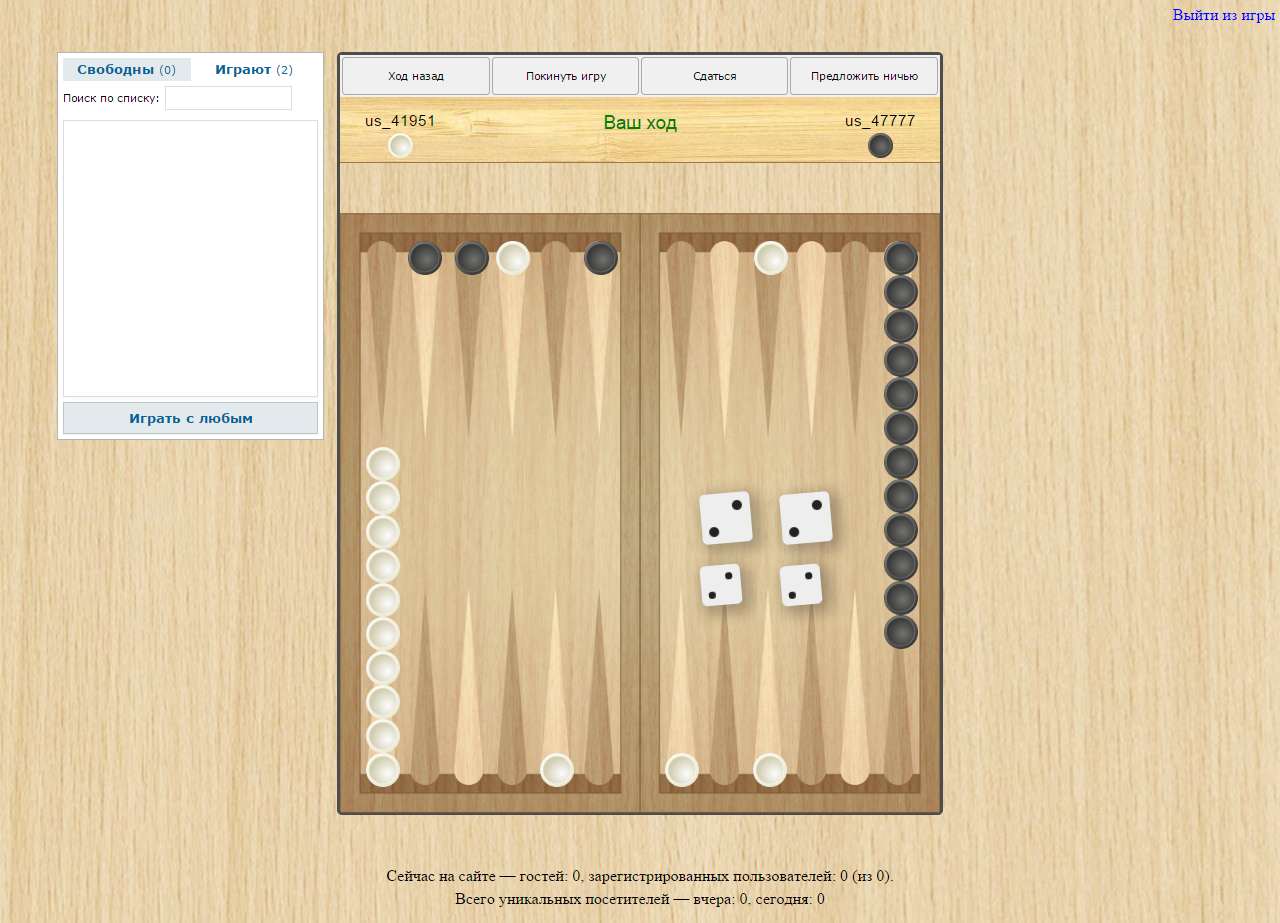 Выйти из игры
Свободны (0) Играют (2)
Поиск по списку:
Играть с любым
Ход назад Покинуть игру Сдаться Предложить ничью
us_41951 Ваш ход us_47777
Сейчас на сайте — гостей: 0, зарегистрированных пользователей: 0 (из 0).
Всего уникальных посетителей — вчера: 0, сегодня: 0